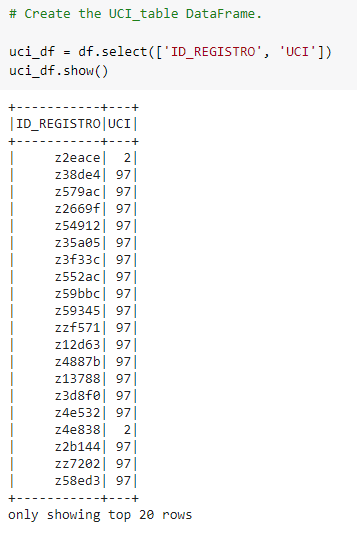 # Create the UCI_table DataFrame.
uci_df = df.select(['ID_REGISTRO', 'UCI'])
uci_df.show()
+-----------+---+
|ID_REGISTRO|UCI|
+-----------+---+
|     z2eace|  2|
|     z38de4| 97|
|     z579ac| 97|
|     z2669f| 97|
|     z54912| 97|
|     z35a05| 97|
|     z3f33c| 97|
|     z552ac| 97|
|     z59bbc| 97|
|     z59345| 97|
|     zzf571| 97|
|     z12d63| 97|
|     z4887b| 97|
|     z13788| 97|
|     z3d8f0| 97|
|     z4e532| 97|
|     z4e838|  2|
|     z2b144| 97|
|     zz7202| 97|
|     z58ed3| 97|
+-----------+---+
only showing top 20 rows